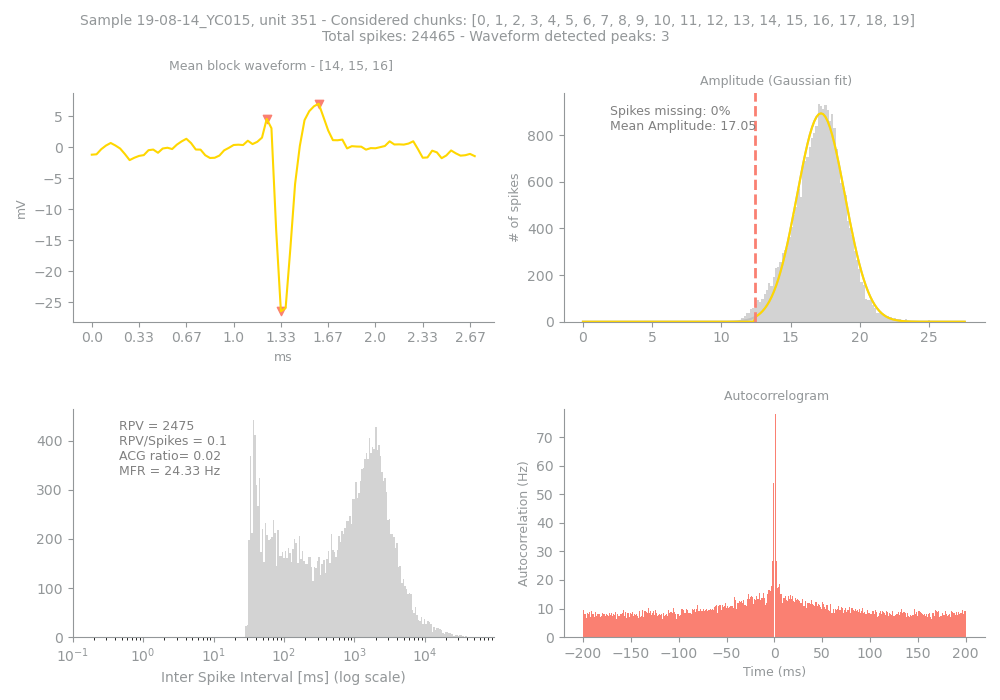 Sample 19-08-14_YC015, unit 351 - Considered chunks: [0, 1, 2, 3, 4, 5, 6, 7, 8, 9, 10, 11, 12, 13, 14, 15, 16, 17, 18, 19]
Total spikes: 24465 - Waveform detected peaks: 3
Mean block waveform - [14, 15, 16]
5
0
−5
−10
−15
−20
−25
mV
0.0 0.33 0.67 1.0 1.33 1.67 2.0 2.33 2.67
ms
Amplitude (Gaussian fit)
Spikes missing: 0%
Mean Amplitude: 17.05
800
600
400
200
0
# of spikes
0 5 10 15 20 25
RPV = 2475
RPV/Spikes = 0.1
ACG ratio= 0.02
MFR = 24.33 Hz
400
300
200
100
0
10⁻¹ 10⁰ 10¹ 10² 10³ 10⁴
Inter Spike Interval [ms] (log scale)
Autocorrelogram
70
60
50
40
30
20
10
0
Autocorrelation (Hz)
−200 −150 −100 −50 0 50 100 150 200
Time (ms)